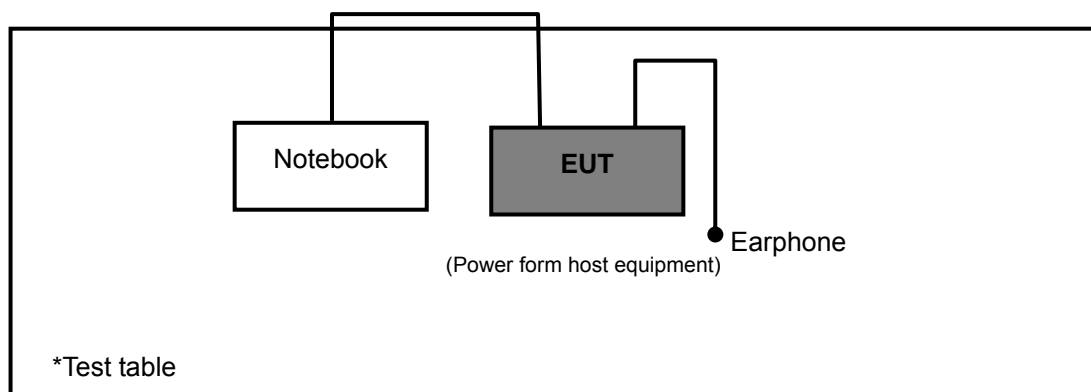 Notebook
EUT
Earphone
(Power form host equipment)
*Test table